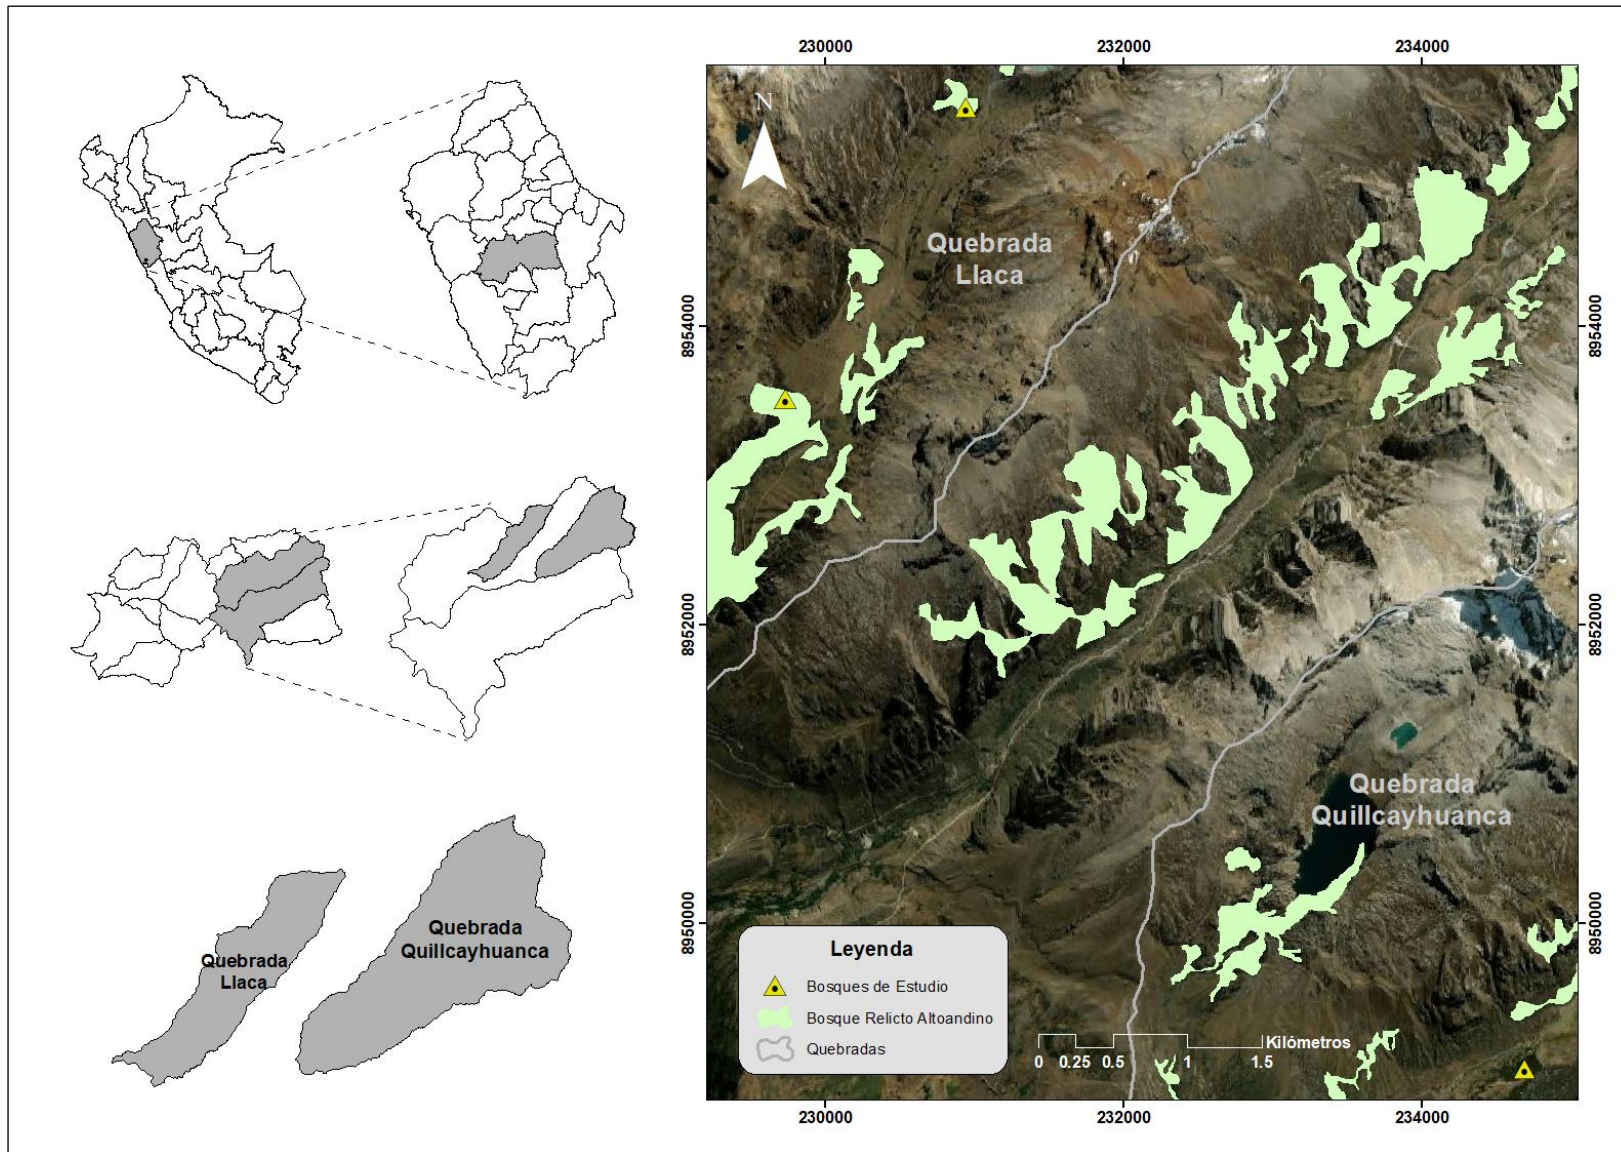 230000
232000
234000
N
Quebrada
Llaca
8954000
8954000
8952000
8952000
Quebrada
Quillcayhuanca
8950000
8950000
Quebrada
Llaca
Quebrada
Quillcayhuanca
Leyenda
Bosques de Estudio
Bosque Relicto Altoandino
Quebradas
Kilómetros
0 0.25 0.5 1 1.5
230000
232000
234000